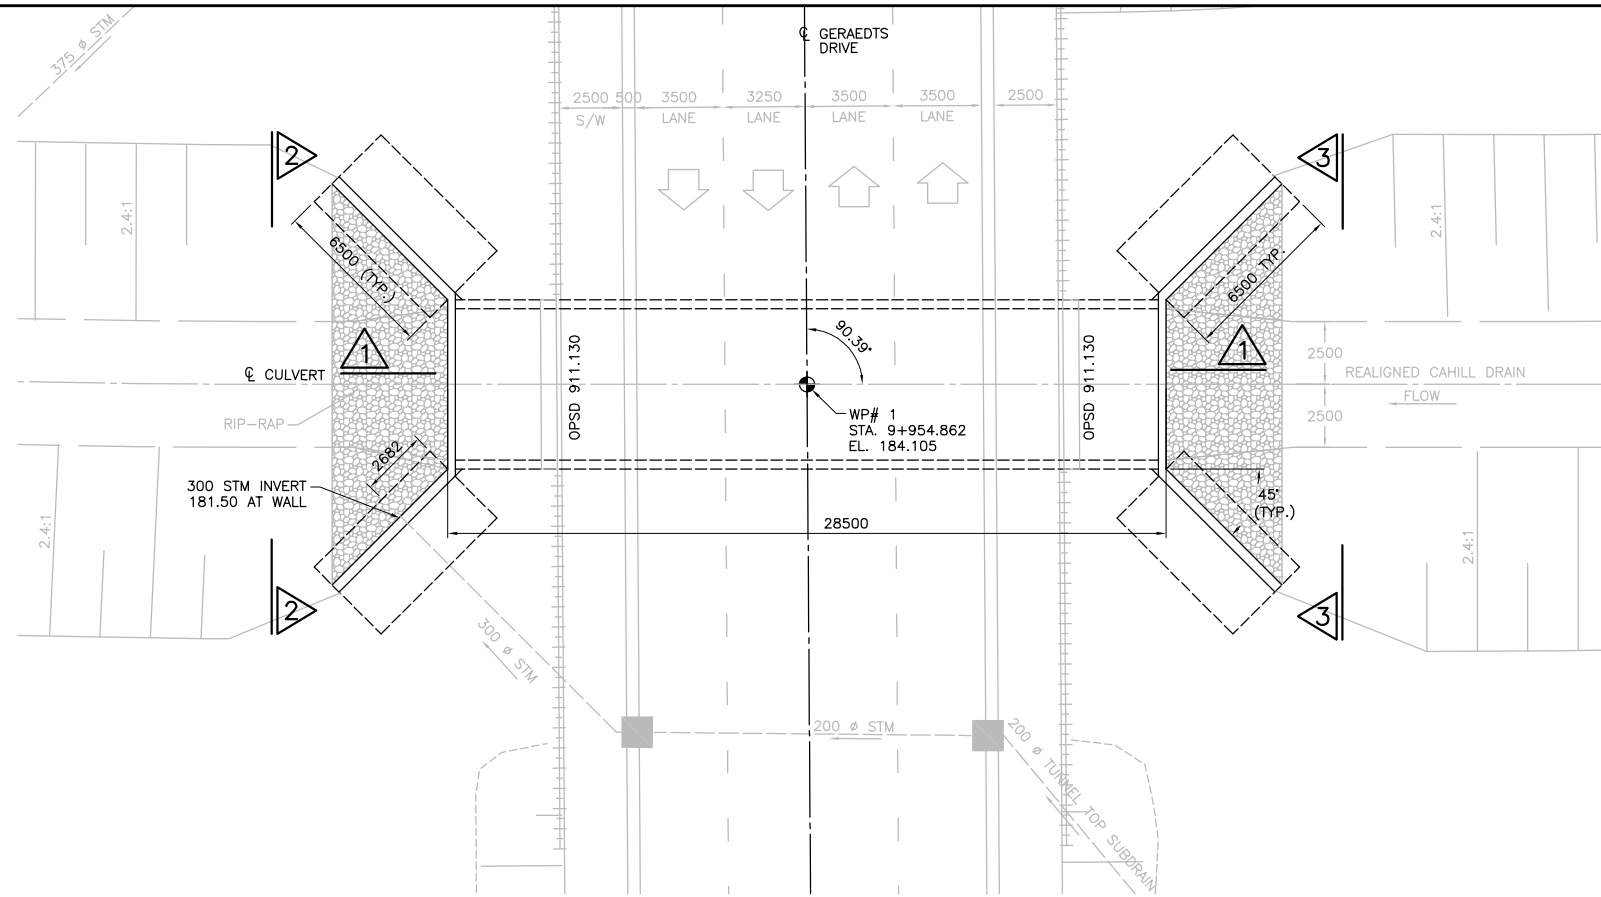 375 ø STM
℄ GERAEDTS
DRIVE
2500 500 3500 3250 3500 3500 2500
S/W LANE LANE LANE LANE
2 3
2.4:1 2.4:1
6500 (TYP.) 6500 TYP.
90.39°
1 1
OPSD 911.130 OPSD 911.130
2500
℄ CULVERT REALIGNED CAHILL DRAIN
FLOW
2500
RIP-RAP
WP# 1
STA. 9+954.862
EL. 184.105
2682
300 STM INVERT
181.50 AT WALL
45°
(TYP.)
28500
2.4:1 2.4:1
2 3
300 ø STM
200 ø STM
200 ø TUNNEL TOP SUBDRAIN